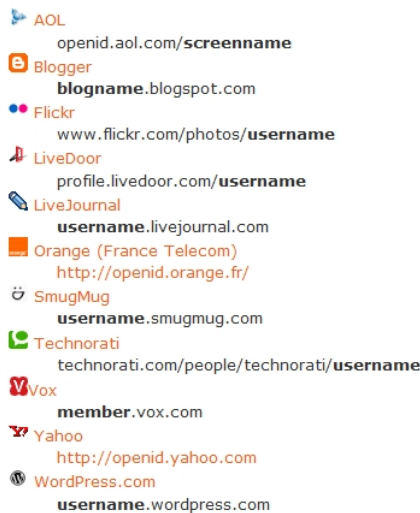 AOL
openid.aol.com/screenname
Blogger
blogname.blogspot.com
Flickr
www.flickr.com/photos/username
LiveDoor
profile.livedoor.com/username
LiveJournal
username.livejournal.com
Orange (France Telecom)
http://openid.orange.fr/
SmugMug
username.smugmug.com
Technorati
technorati.com/people/technorati/username
Vox
member.vox.com
Yahoo
http://openid.yahoo.com
WordPress.com
username.wordpress.com